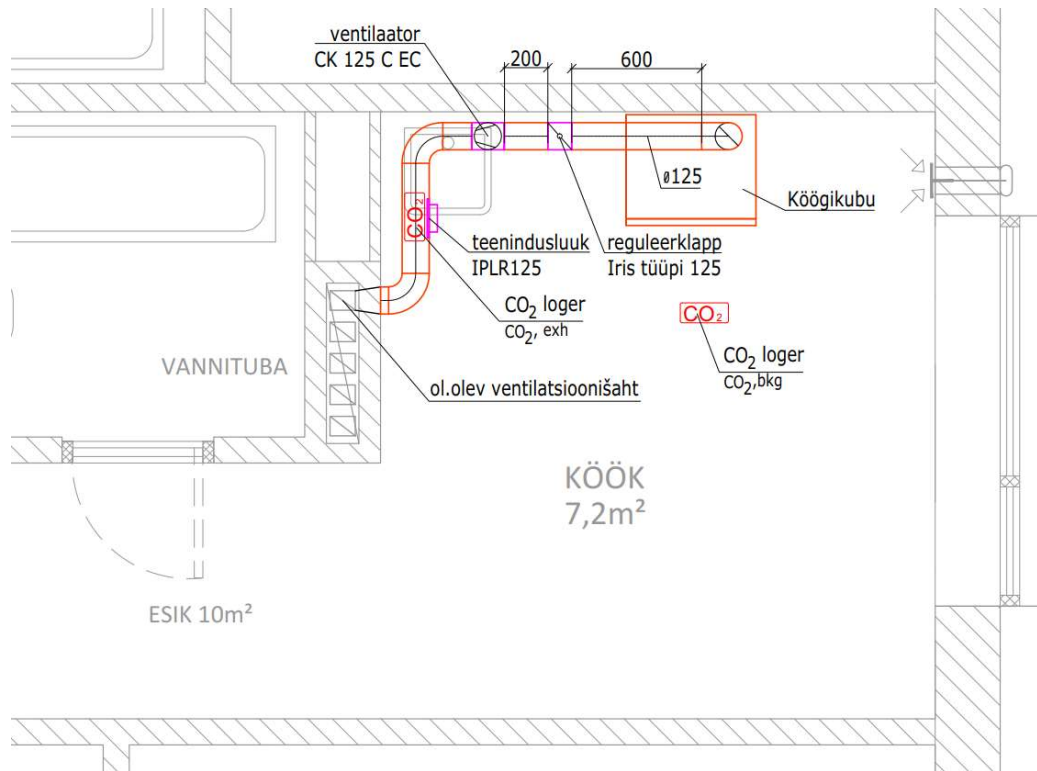 ventilaator
CK 125 C EC
200
600
ø125
Köögikubu
CO₂
teenindusluuk
IPLR125
reguleerklapp
Iris tüüpi 125
CO₂ loger
CO₂, exh
CO₂
CO₂ loger
CO₂,bkg
VANNITUBA
ol.olev ventilatsioonišaht
KÖÖK
7,2m²
ESIK 10m²